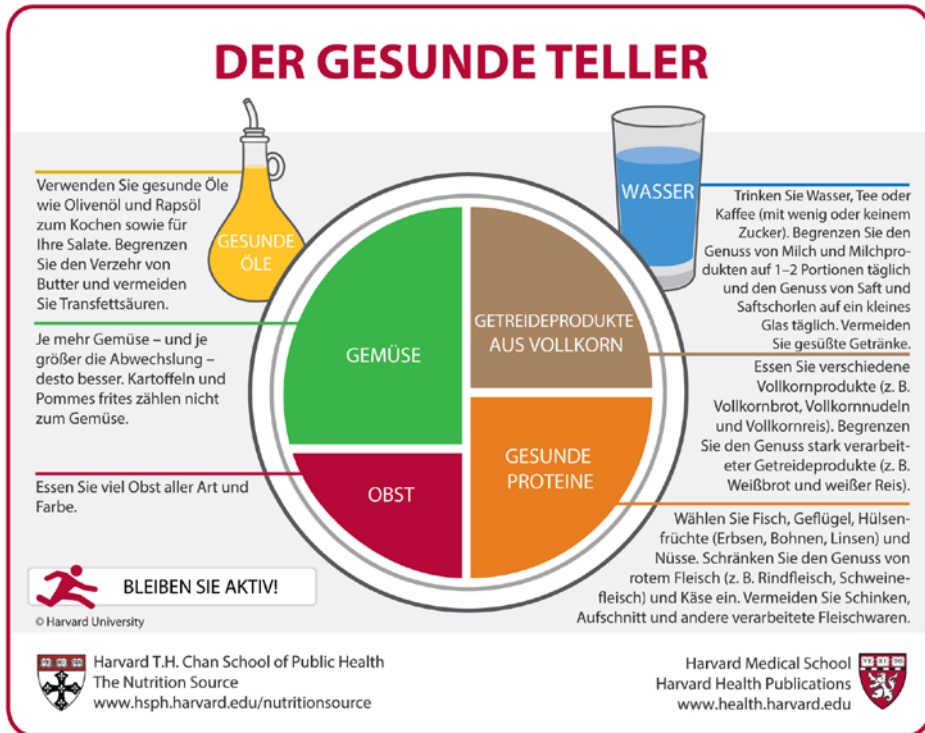 DER GESUNDE TELLER
Verwenden Sie gesunde Öle
wie Olivenöl und Rapsöl
zum Kochen sowie für
Ihre Salate. Begrenzen
Sie den Verzehr von
Butter und vermeiden
Sie Transfettsäuren.
GESUNDE
ÖLE
WASSER
Trinken Sie Wasser, Tee oder
Kaffee (mit wenig oder keinem
Zucker). Begrenzen Sie den
Genuss von Milch und Milchpro-
dukten auf 1–2 Portionen täglich
und den Genuss von Saft und
Saftschorlen auf ein kleines
Glas täglich. Vermeiden
Sie gesüßte Getränke.
Je mehr Gemüse – und je
größer die Abwechslung –
desto besser. Kartoffeln und
Pommes frites zählen nicht
zum Gemüse.
GEMÜSE
GETREIDEPRODUKTE
AUS VOLLKORN
Essen Sie verschiedene
Vollkornprodukte (z. B.
Vollkornbrot, Vollkornnudeln
und Vollkornreis). Begrenzen
Sie den Genuss stark verarbei-
teter Getreideprodukte (z. B.
Weißbrot und weißer Reis).
Essen Sie viel Obst aller Art und
Farbe.
OBST
GESUNDE
PROTEINE
Wählen Sie Fisch, Geflügel, Hülsen-
früchte (Erbsen, Bohnen, Linsen) und
Nüsse. Schränken Sie den Genuss von
rotem Fleisch (z. B. Rindfleisch, Schweine-
fleisch) und Käse ein. Vermeiden Sie Schinken,
Aufschnitt und andere verarbeitete Fleischwaren.
BLEIBEN SIE AKTIV!
© Harvard University
Harvard T.H. Chan School of Public Health
The Nutrition Source
www.hsph.harvard.edu/nutritionsource
Harvard Medical School
Harvard Health Publications
www.health.harvard.edu